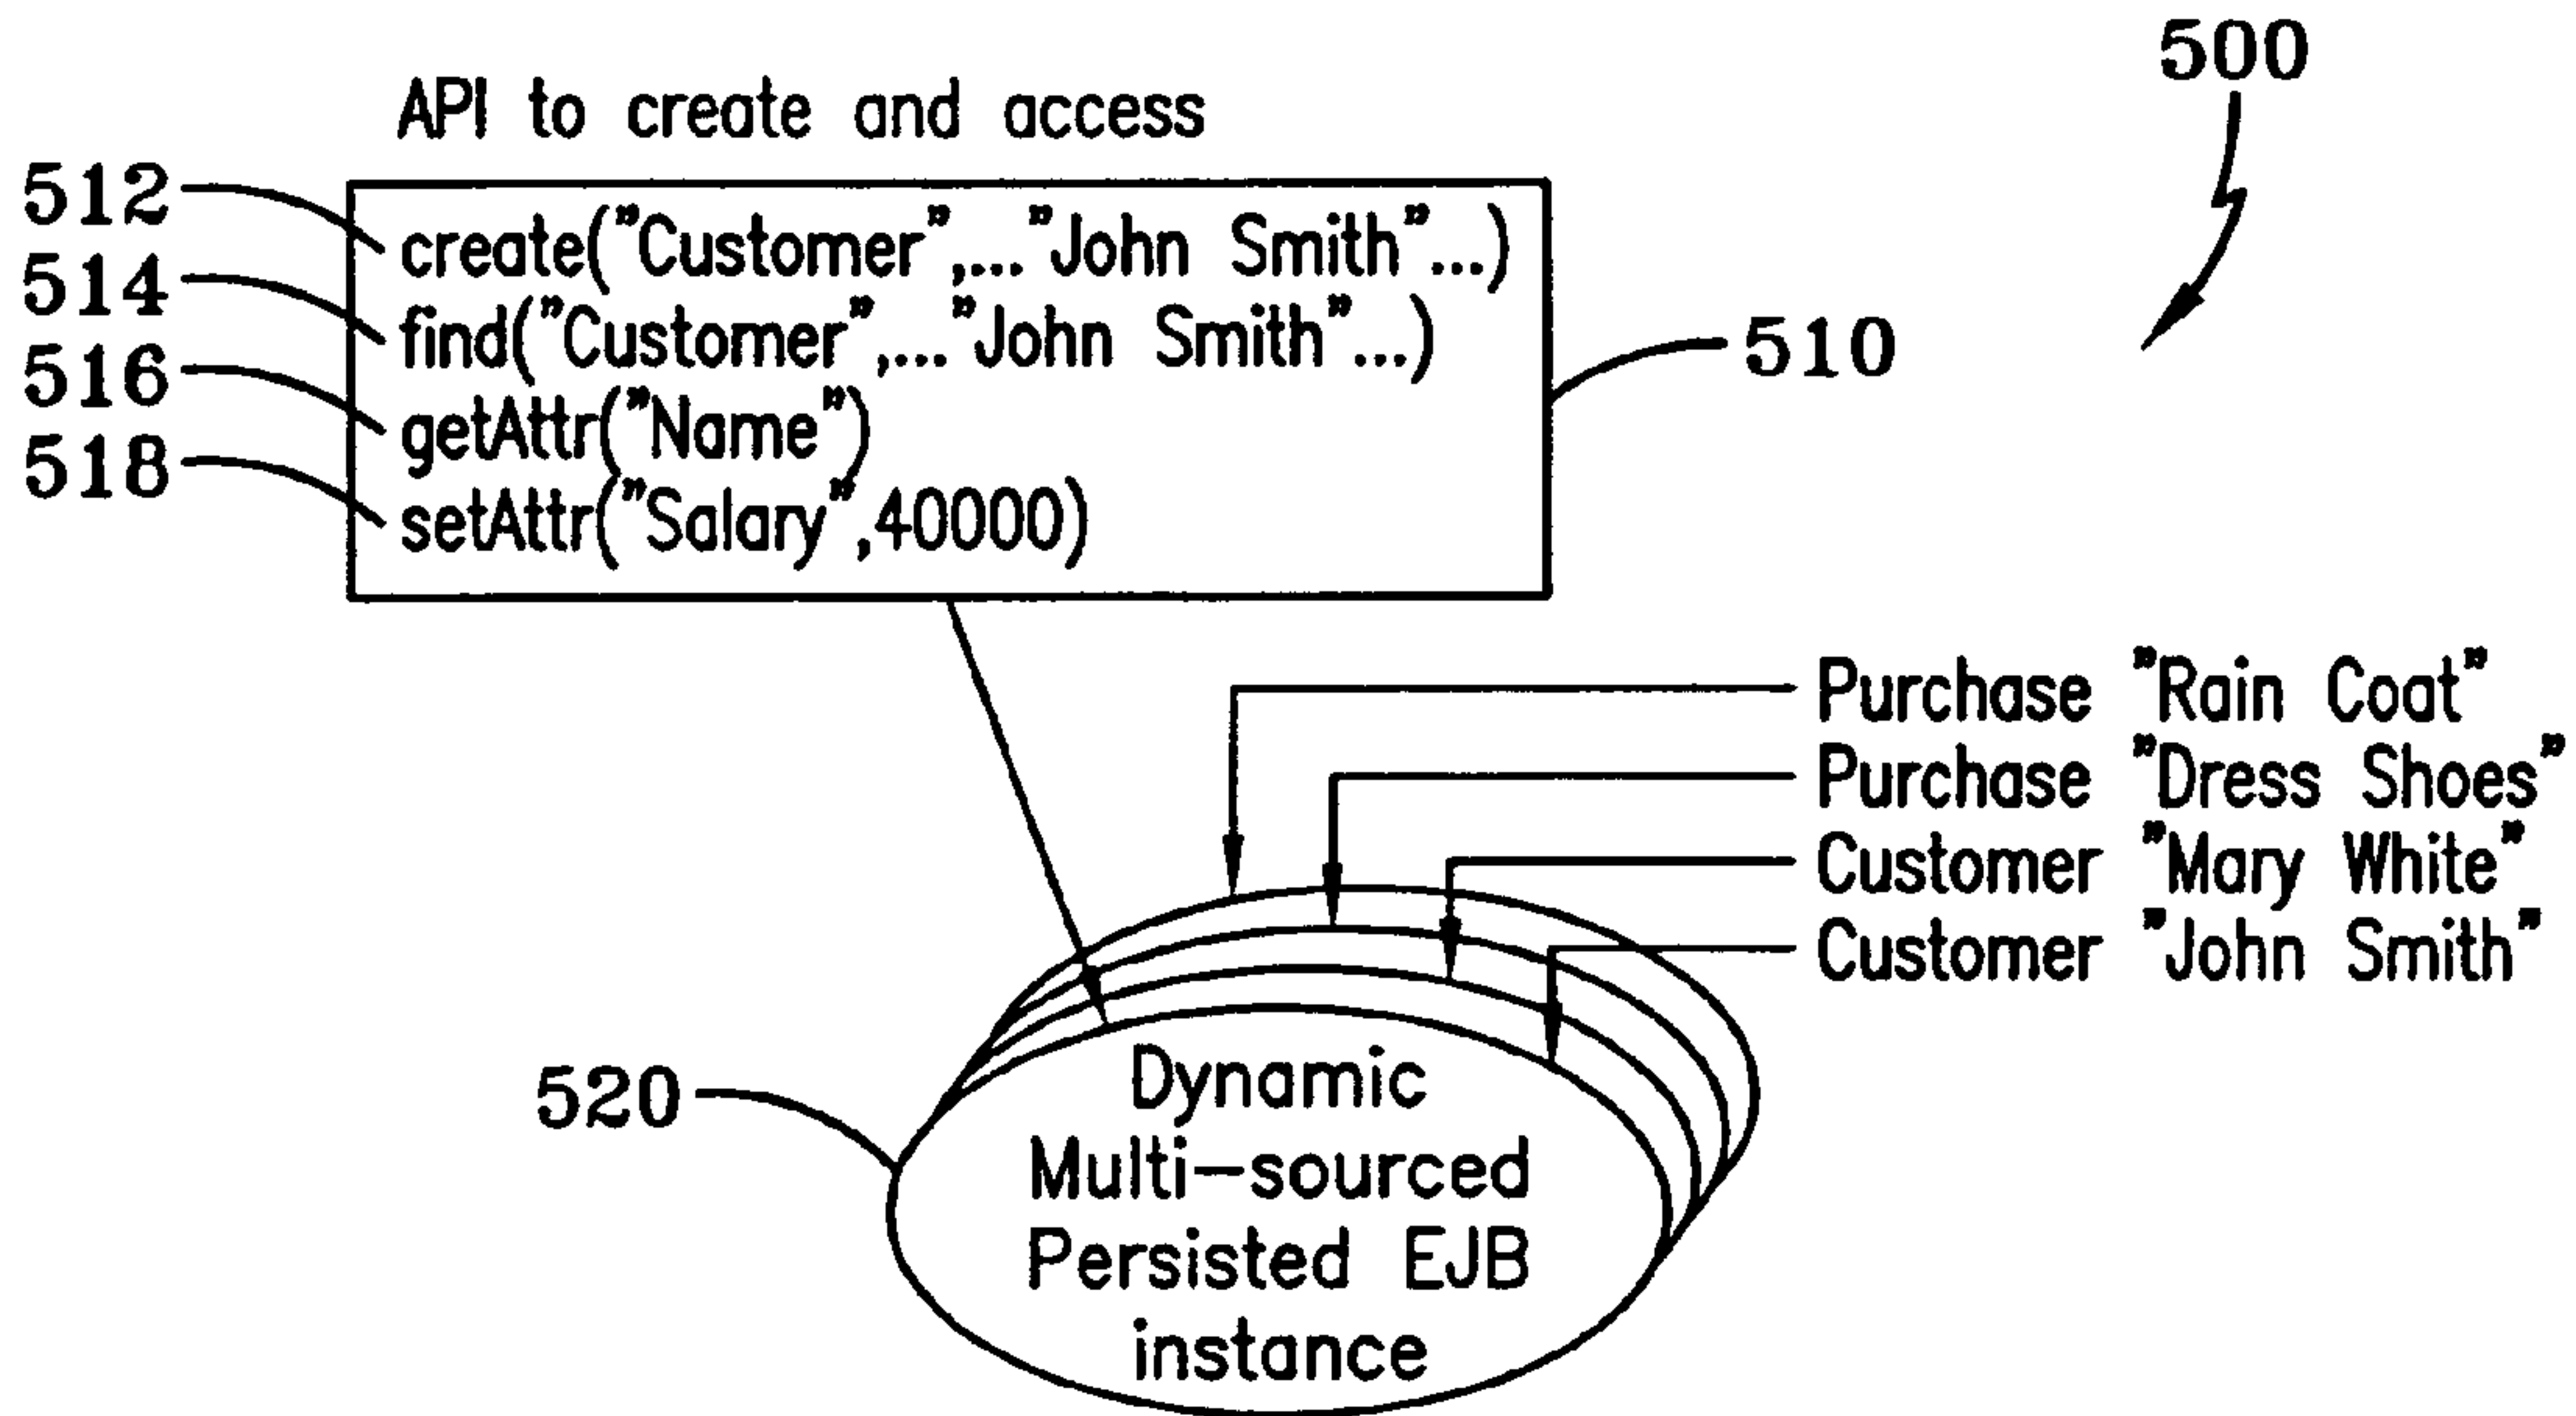 500
API to create and access
512
create("Customer",..."John Smith"...)
514
find("Customer",..."John Smith"...)
510
516
getAttr("Name")
518
setAttr("Salary",40000)
Purchase "Rain Coat"
Purchase "Dress Shoes"
Customer "Mary White"
Customer "John Smith"
520
Dynamic
Multi-sourced
Persisted EJB
instance